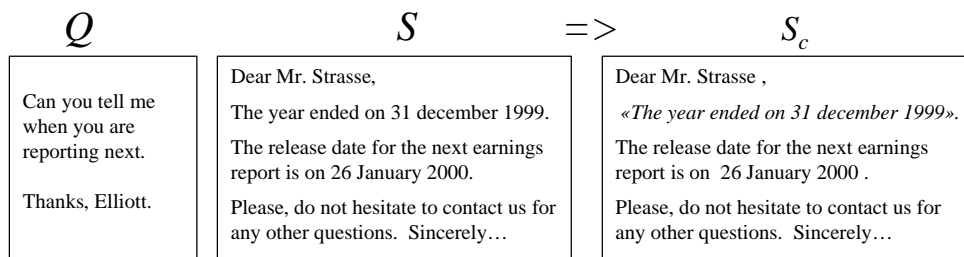 Q S => Sc
Can you tell me
when you are
reporting next.
Thanks, Elliott.
Dear Mr. Strasse,
The year ended on 31 december 1999.
The release date for the next earnings
report is on 26 January 2000.
Please, do not hesitate to contact us for
any other questions. Sincerely…
Dear Mr. Strasse ,
«The year ended on 31 december 1999».
The release date for the next earnings
report is on 26 January 2000 .
Please, do not hesitate to contact us for
any other questions. Sincerely…